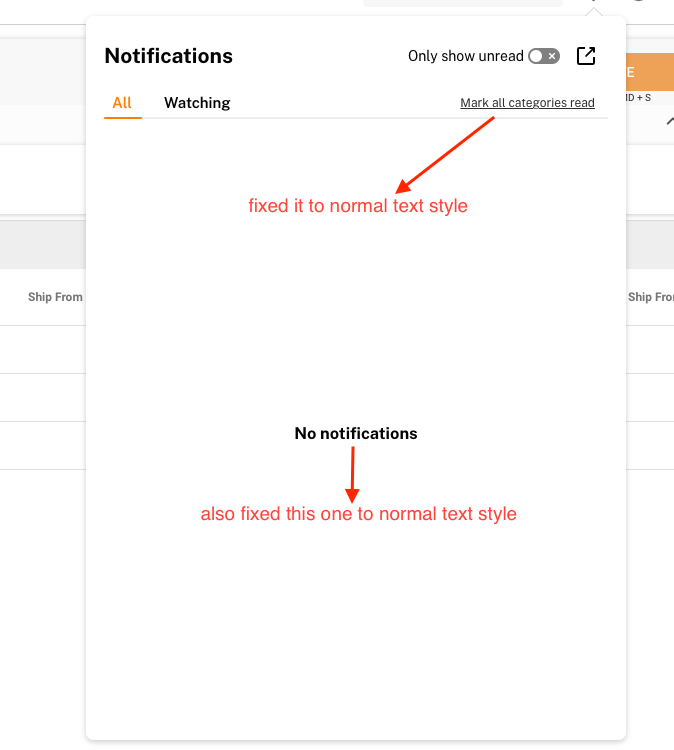 Notifications
Only show unread
E
All
Watching
Mark all categories read
D + S
fixed it to normal text style
Ship From
Ship Fro
No notifications
also fixed this one to normal text style